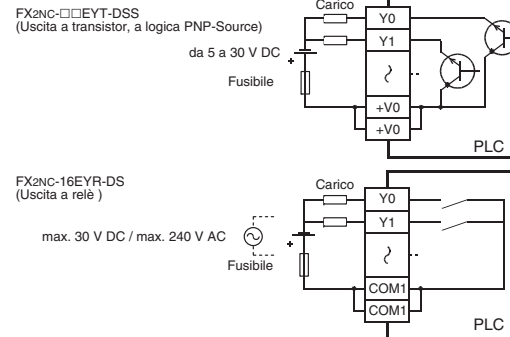 Carico
FX2NC-□□EYT-DSS
(Uscita a transistor, a logica PNP-Source)
Y0
Y1
da 5 a 30 V DC
+
Fusibile
+V0
+V0
PLC
FX2NC-16EYR-DS
(Uscita a relè )
Carico
Y0
Y1
max. 30 V DC / max. 240 V AC
+
Fusibile
COM1
COM1
PLC